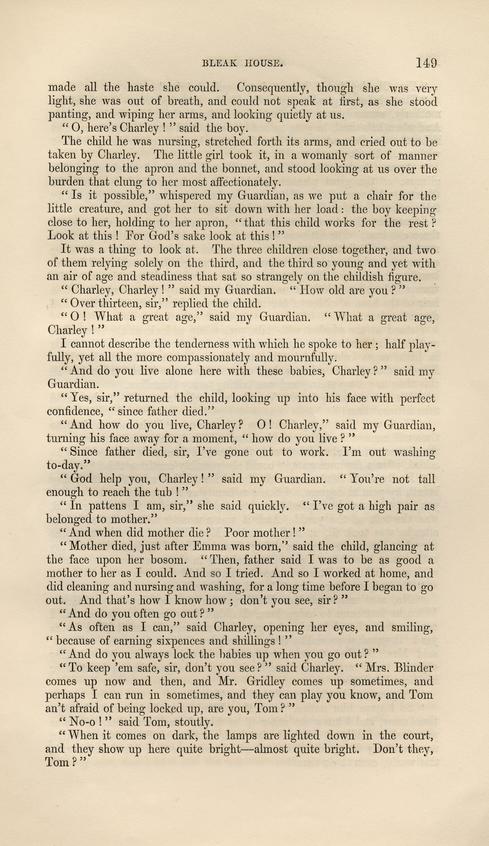 BLEAK HOUSE. 149
made all the haste she could. Consequently, though she was very
light, she was out of breath, and could not speak at first, as she stood
panting, and wiping her arms, and looking quietly at us.
“O, here’s Charley!” said the boy.
The child he was nursing, stretched forth its arms, and cried out to be
taken by Charley. The little girl took it, in a womanly sort of manner
belonging to the apron and the bonnet, and stood looking at us over the
burden that clung to her most affectionately.
“Is it possible,” whispered my Guardian, as we put a chair for the
little creature, and got her to sit down with her load: the boy keeping
close to her, holding to her apron, “that this child works for the rest?
Look at this! For God’s sake look at this!”
It was a thing to look at. The three children close together, and two
of them relying solely on the third, and the third so young and yet with
an air of age and steadiness that sat so strangely on the childish figure.
“Charley, Charley!” said my Guardian. “How old are you?”
“Over thirteen, sir,” replied the child.
“O! What a great age,” said my Guardian. “What a great age,
Charley!”
I cannot describe the tenderness with which he spoke to her; half play-
fully, yet all the more compassionately and mournfully.
“And do you live alone here with these babies, Charley?” said my
Guardian.
“Yes, sir,” returned the child, looking up into his face with perfect
confidence, “since father died.”
“And how do you live, Charley? O! Charley,” said my Guardian,
turning his face away for a moment, “how do you live?”
“Since father died, sir, I’ve gone out to work. I’m out washing
to-day.”
“God help you, Charley!” said my Guardian. “You’re not tall
enough to reach the tub!”
“In pattens I am, sir,” she said quickly. “I’ve got a high pair as
belonged to mother.”
“And when did mother die? Poor mother!”
“Mother died, just after Emma was born,” said the child, glancing at
the face upon her bosom. “Then, father said I was to be as good a
mother to her as I could. And so I tried. And so I worked at home, and
did cleaning and nursing and washing, for a long time before I began to go
out. And that’s how I know how; don’t you see, sir?”
“And do you often go out?”
“As often as I can,” said Charley, opening her eyes, and smiling,
“because of earning sixpences and shillings!”
“And do you always lock the babies up when you go out?”
“To keep ’em safe, sir, don’t you see?” said Charley. “Mrs. Blinder
comes up now and then, and Mr. Gridley comes up sometimes, and
perhaps I can run in sometimes, and they can play you know, and Tom
an’t afraid of being locked up, are you, Tom?”
“No-o!” said Tom, stoutly.
“When it comes on dark, the lamps are lighted down in the court,
and they show up here quite bright—almost quite bright. Don’t they,
Tom?”